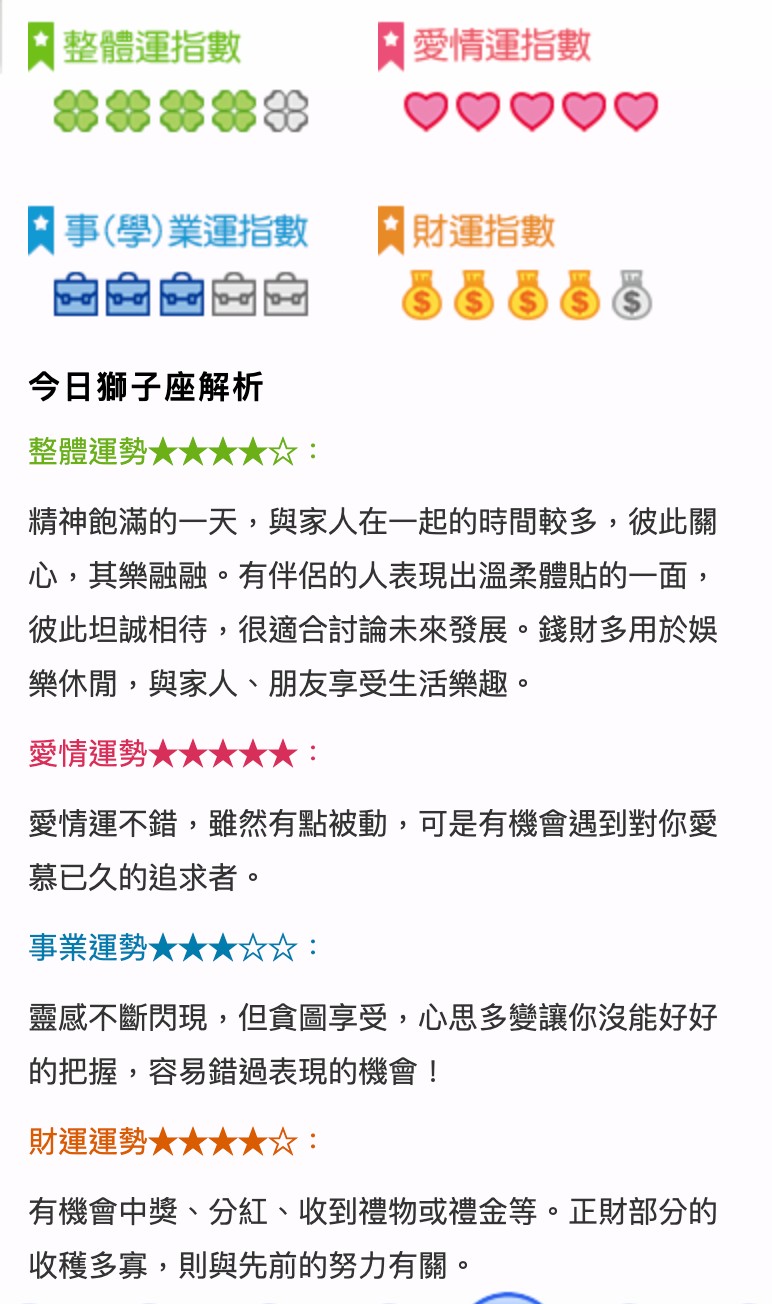 整體運指數
愛情運指數
事(學)業運指數
財運指數
今日獅子座解析
整體運勢★★★★☆：
精神飽滿的一天，與家人在一起的時間較多，彼此關
心，其樂融融。有伴侶的人表現出溫柔體貼的一面，
彼此坦誠相待，很適合討論未來發展。錢財多用於娛
樂休閒，與家人、朋友享受生活樂趣。
愛情運勢★★★★★：
愛情運不錯，雖然有點被動，可是有機會遇到對你愛
慕已久的追求者。
事業運勢★★★☆☆：
靈感不斷閃現，但貪圖享受，心思多變讓你沒能好好
的把握，容易錯過表現的機會！
財運運勢★★★★☆：
有機會中獎、分紅、收到禮物或禮金等。正財部分的
收穫多寡，則與先前的努力有關。